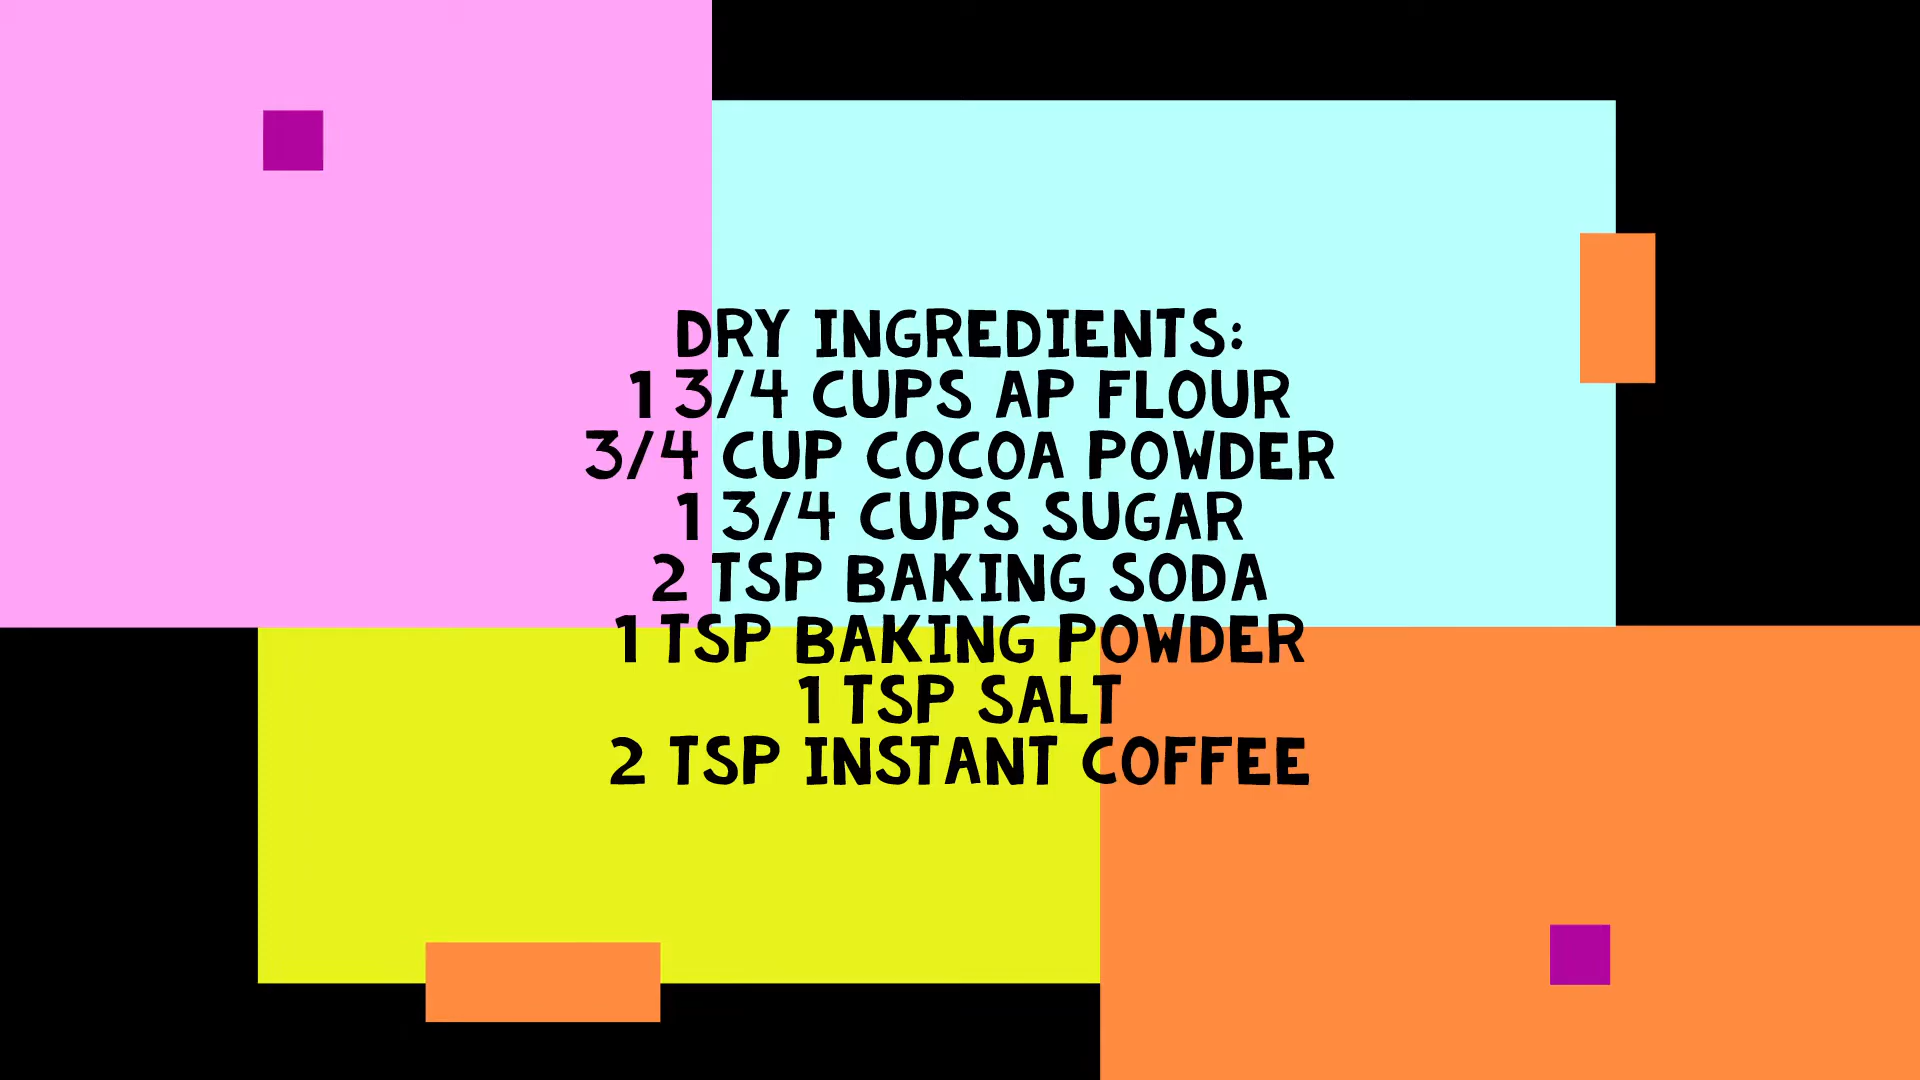 DRY INGREDIENTS:
1 3/4 CUPS AP FLOUR
3/4 CUP COCOA POWDER
1 3/4 CUPS SUGAR
2 TSP BAKING SODA
1 TSP BAKING POWDER
1 TSP SALT
2 TSP INSTANT COFFEE